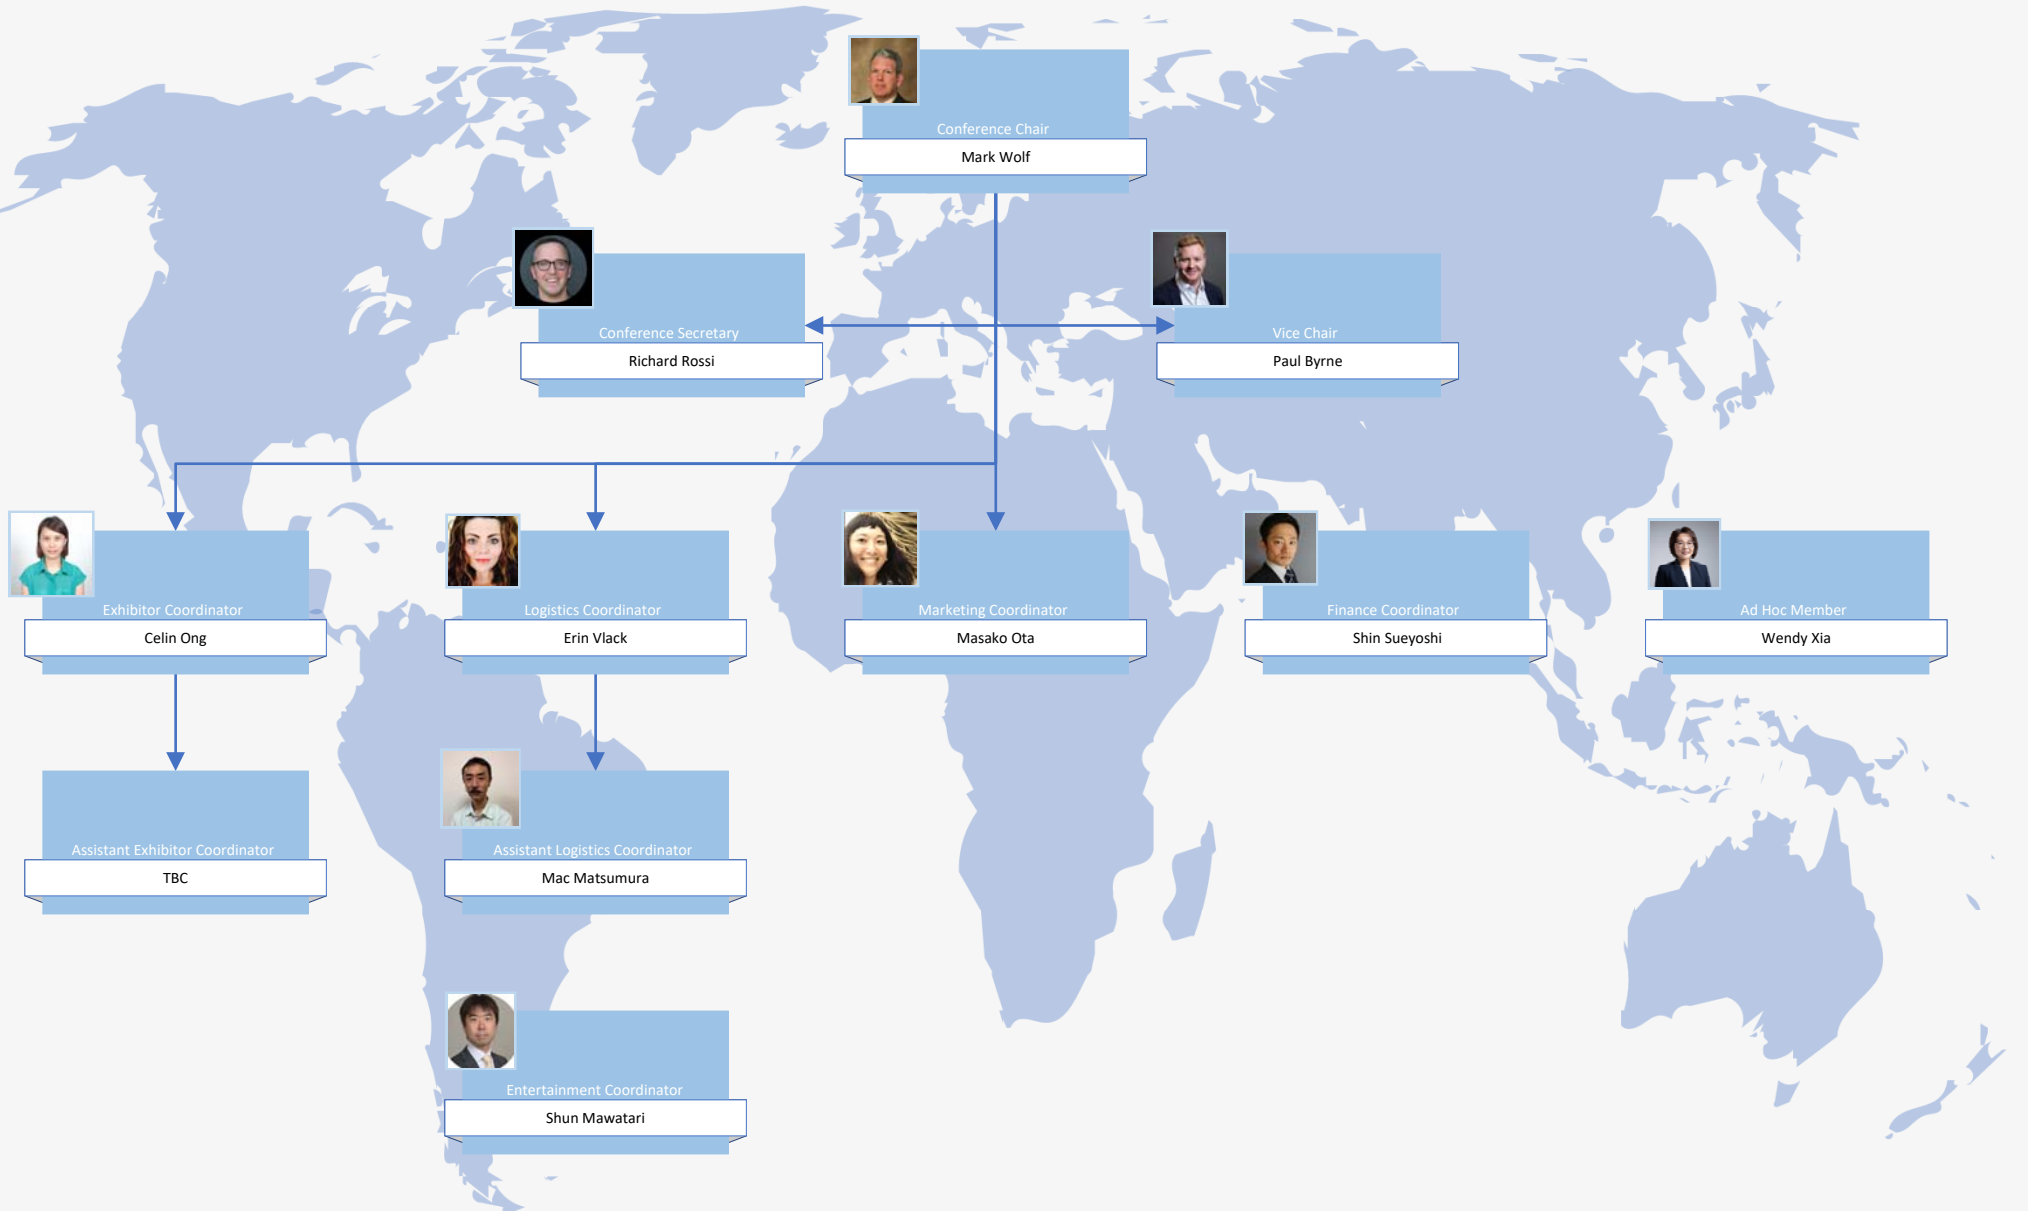 Conference Chair
Mark Wolf
Conference Secretary
Richard Rossi
Vice Chair
Paul Byrne
Exhibitor Coordinator
Celin Ong
Logistics Coordinator
Erin Vlack
Marketing Coordinator
Masako Ota
Finance Coordinator
Shin Sueyoshi
Ad Hoc Member
Wendy Xia
Assistant Exhibitor Coordinator
TBC
Assistant Logistics Coordinator
Mac Matsumura
Entertainment Coordinator
Shun Mawatari